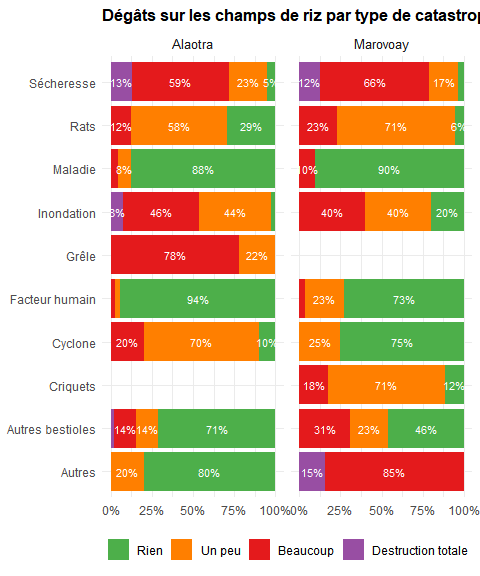 Dégâts sur les champs de riz par type de catastrop
Alaotra Marovoay
Sécheresse 13% 59% 23% 5% 12% 66% 17%
Rats 12% 58% 29% 23% 71% 6%
Maladie 8% 88% 10% 90%
Inondation 8% 46% 44% 40% 40% 20%
Grêle 78% 22%
Facteur humain 94% 23% 73%
Cyclone 20% 70% 10% 25% 75%
Criquets 18% 71% 12%
Autres bestioles 14% 14% 71% 31% 23% 46%
Autres 20% 80% 15% 85%
0% 25% 50% 75% 100% 0% 25% 50% 75% 100%
Rien Un peu Beaucoup Destruction totale